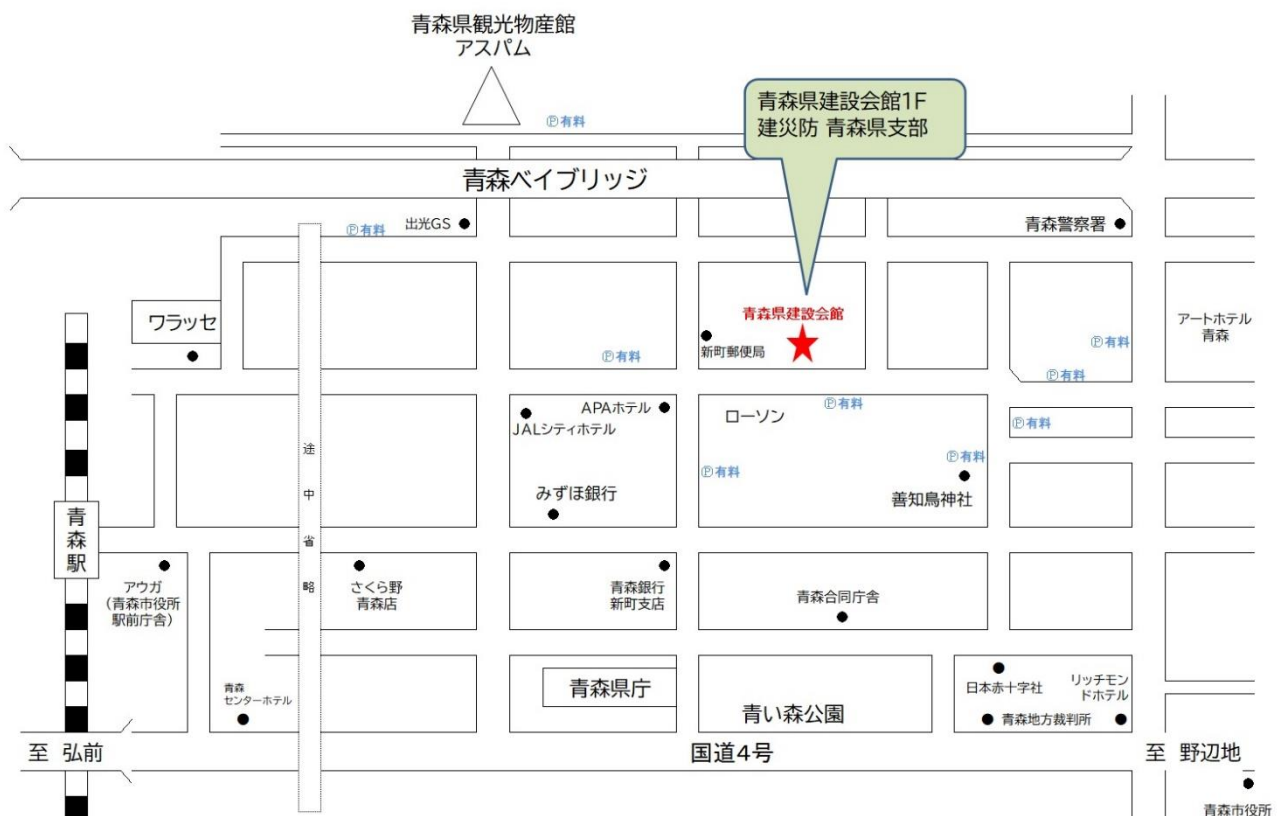 青森県観光物産館
アスパム
青森県建設会館1F
建災防 青森県支部
Ⓟ有料
青森ベイブリッジ
出光GS
Ⓟ有料
青森警察署
ワラッセ
青森県建設会館
新町郵便局
Ⓟ有料
Ⓟ有料
Ⓟ有料
アートホテル
青森
APAホテル
JALシティホテル
ローソン
Ⓟ有料
Ⓟ有料
Ⓟ有料
Ⓟ有料
みずほ銀行
善知鳥神社
途中省略
青森駅
アウガ
(青森市役所
駅前庁舎)
さくら野
青森店
青森銀行
新町支店
青森合同庁舎
青森
センターホテル
青森県庁
青い森公園
日本赤十字社
リッチモン
ドホテル
青森地方裁判所
至 弘前
国道4号
至 野辺地
青森市役所